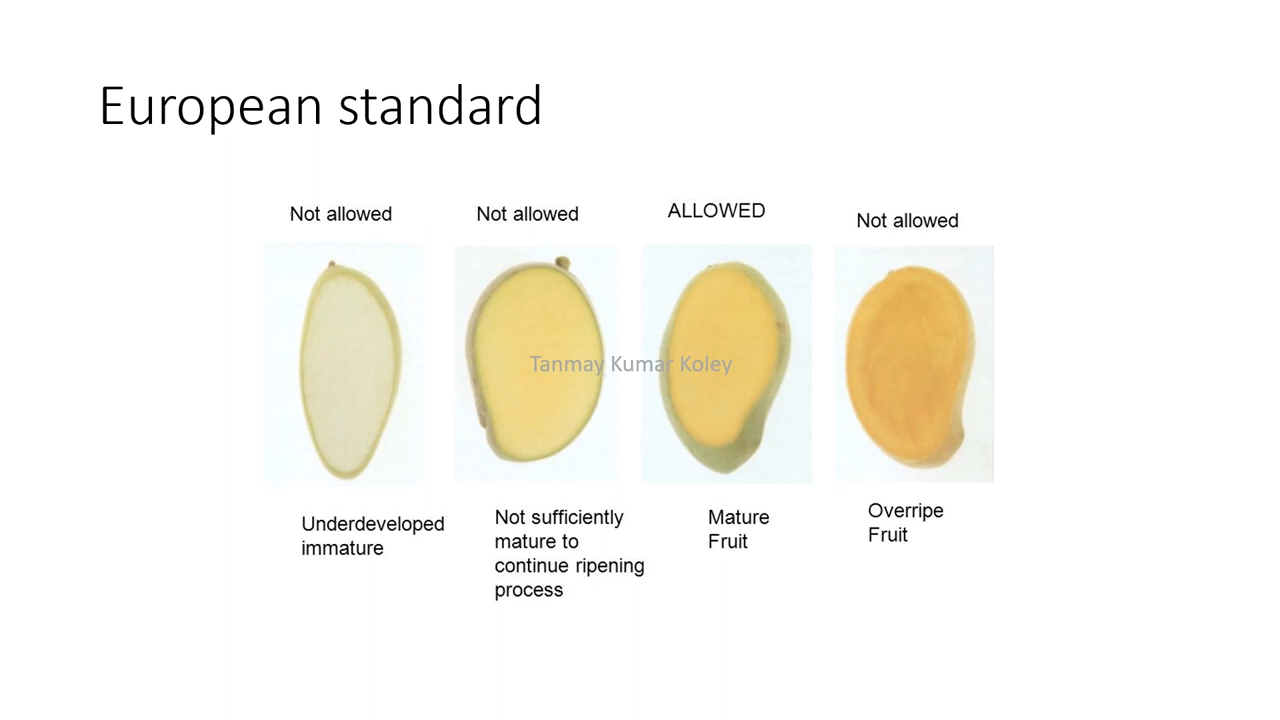 European standard
Not allowed
Not allowed
ALLOWED
Not allowed
Tanmay Kumar Koley
Underdeveloped
immature
Not sufficiently
mature to
continue ripening
process
Mature
Fruit
Overripe
Fruit